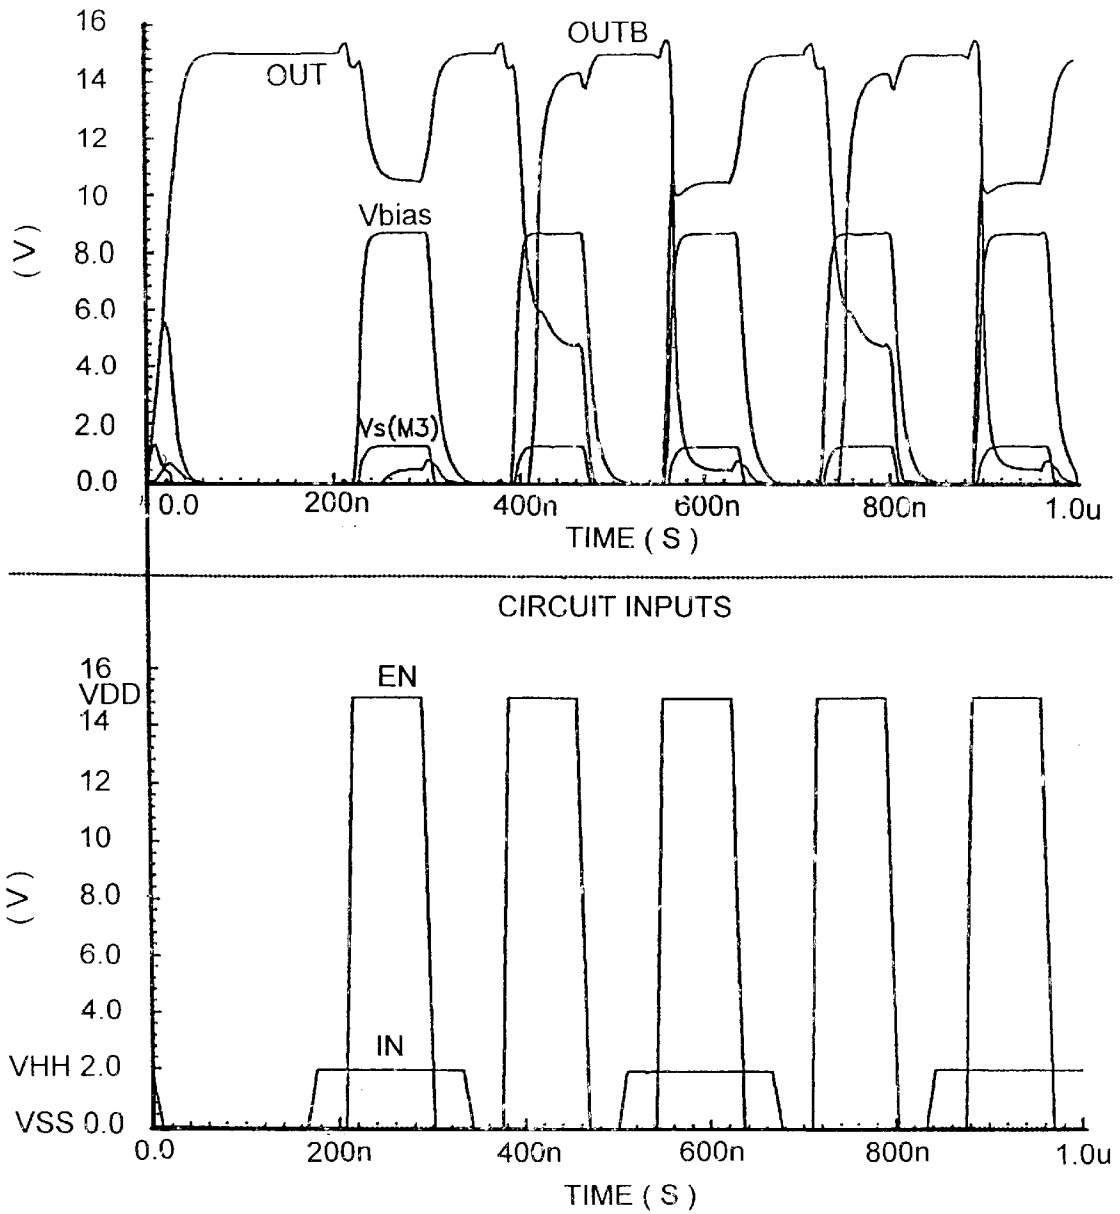 16
OUTB
OUT
14
12
10
Vbias
(V)
8.0
6.0
4.0
Vs(M3)
2.0
0.0
0.0 200n 400n 600n 800n 1.0u
TIME (S)
CIRCUIT INPUTS
16
EN
VDD
14
12
10
(V)
8.0
6.0
4.0
IN
VHH 2.0
VSS 0.0
0.0 200n 400n 600n 800n 1.0u
TIME (S)